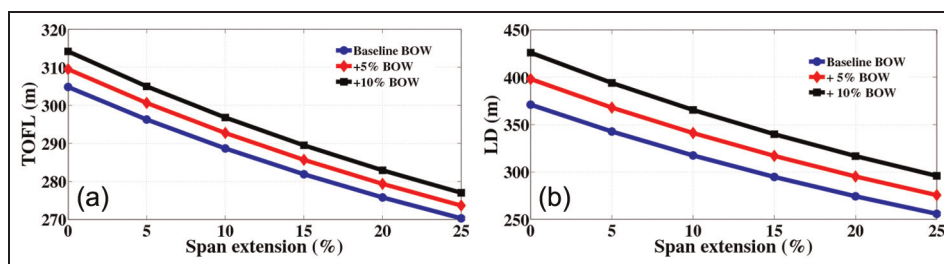 TOFL (m)
320
310
300
290
280
270
Baseline BOW
+5% BOW
+10% BOW
(a)
0 5 10 15 20 25
Span extension (%)
LD (m)
450
400
350
300
250
Baseline BOW
+ 5% BOW
+ 10% BOW
(b)
0 5 10 15 20 25
Span extension (%)